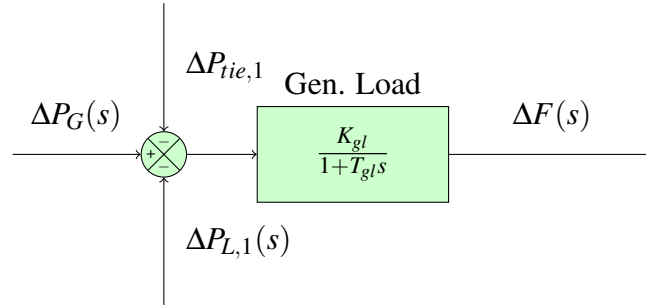 ΔP_{tie,1}
Gen. Load
ΔP_G(s)
ΔF(s)
−
+
−
K_{gl}
1+T_{gl}s
ΔP_{L,1}(s)